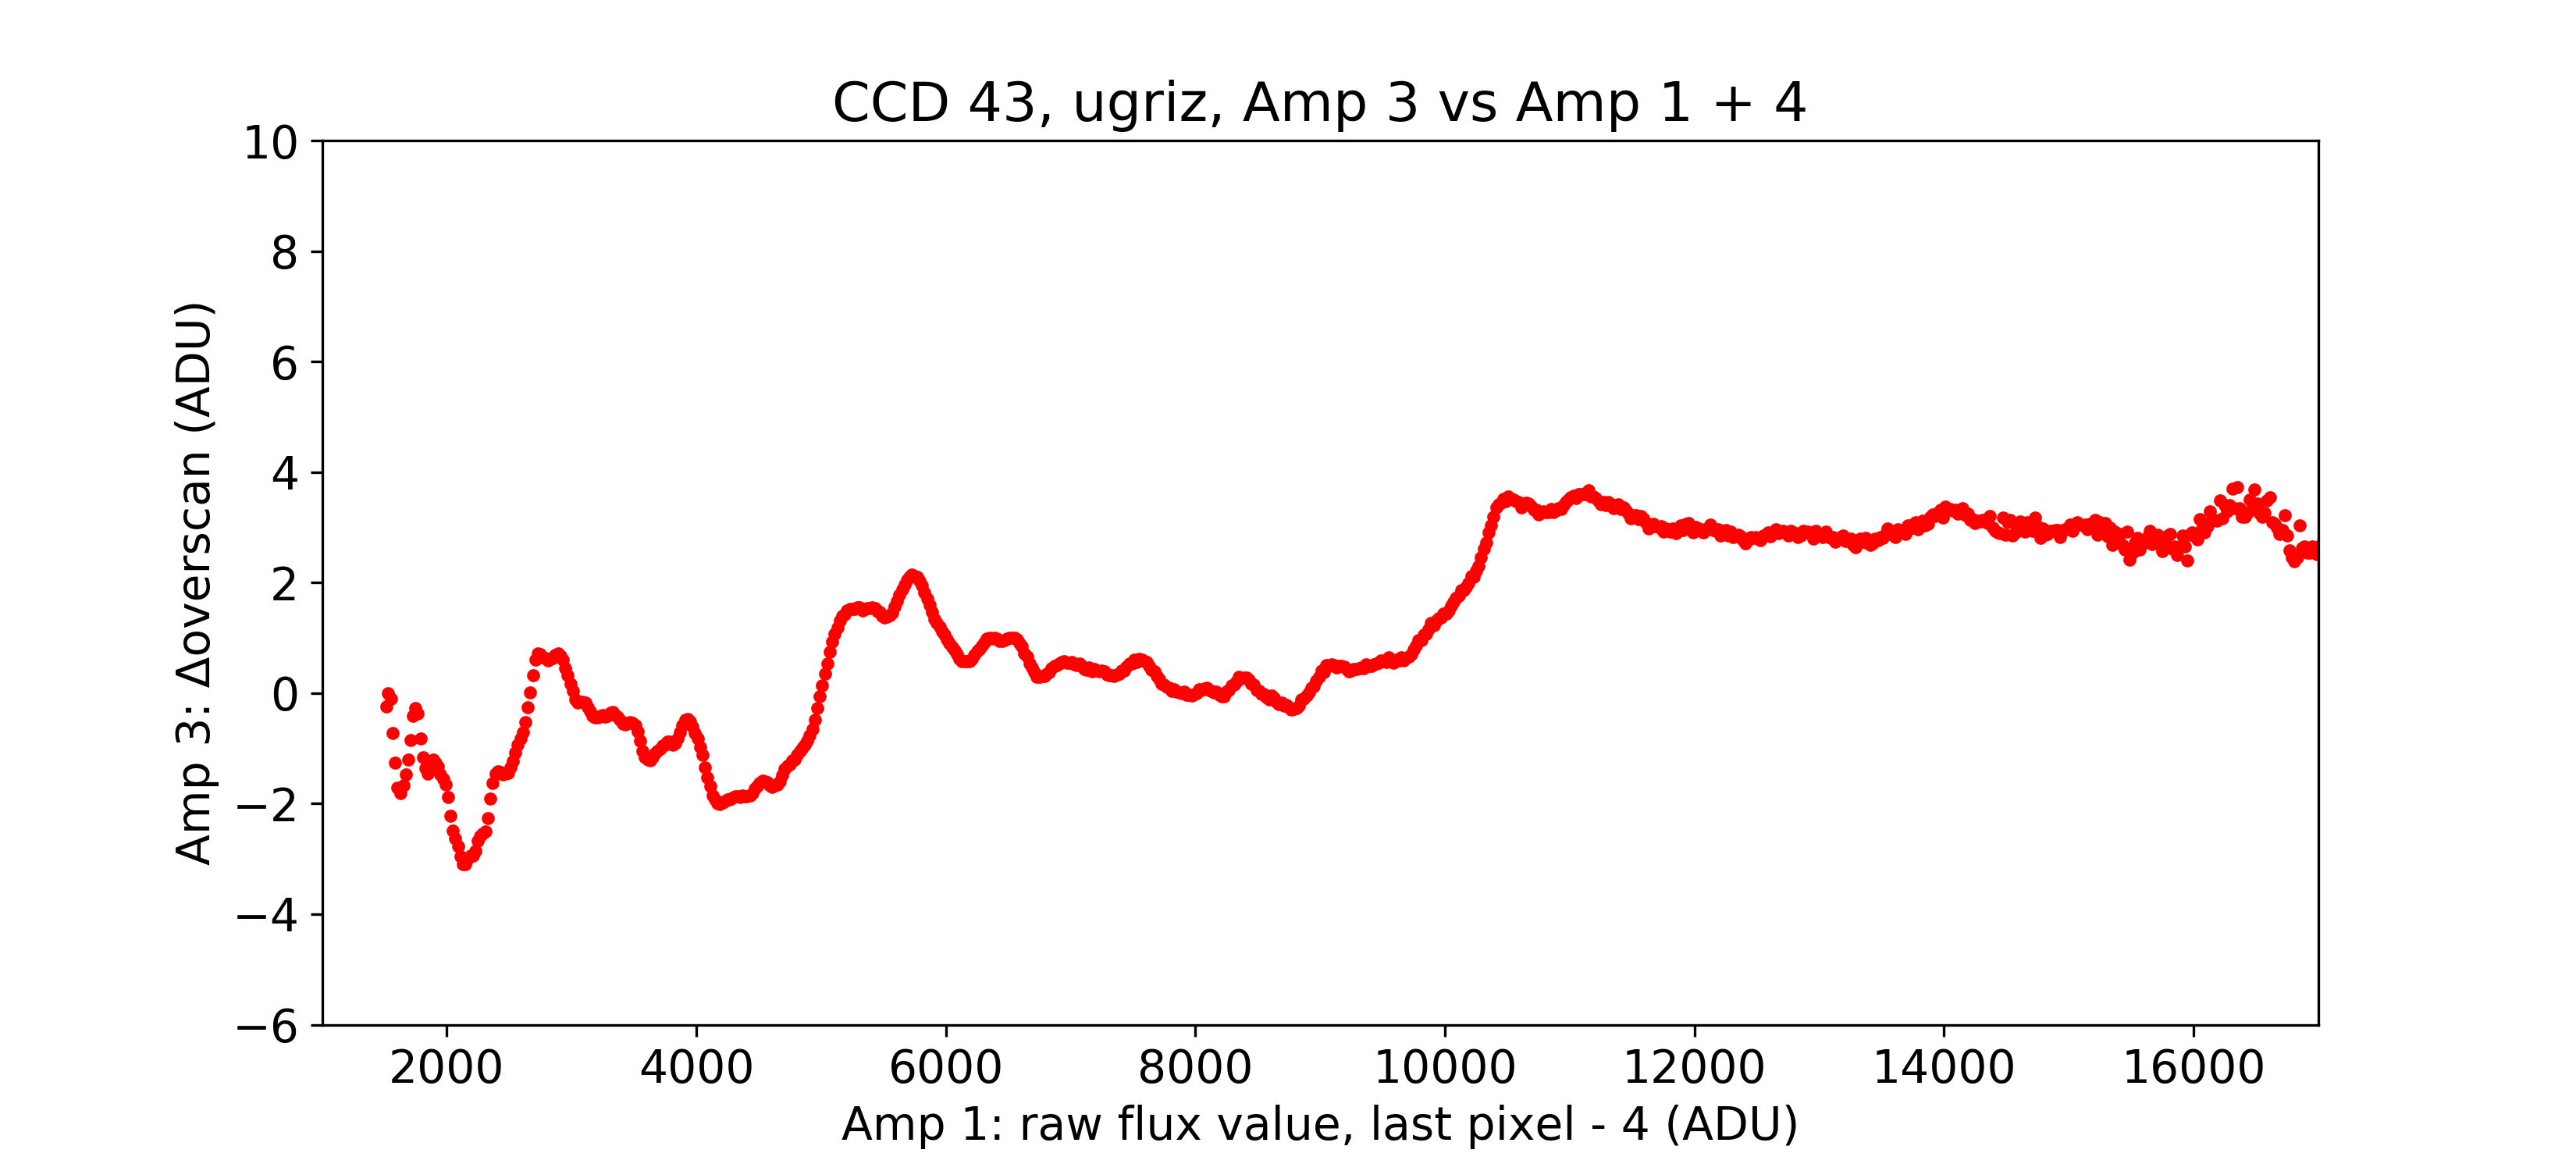 CCD 43, ugriz, Amp 3 vs Amp 1 + 4
10
8
6
4
2
0
−2
−4
−6
Amp 3: Δoverscan (ADU)
2000 4000 6000 8000 10000 12000 14000 16000
Amp 1: raw flux value, last pixel - 4 (ADU)